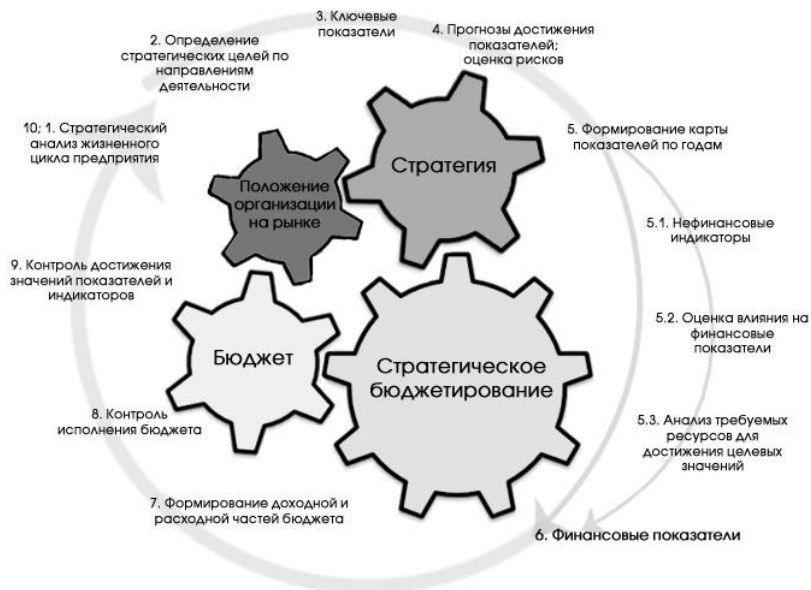 3. Ключевые
показатели
2. Определение
стратегических целей по
направлениям
деятельности
4. Прогнозы достижения
показателей;
оценка рисков
10; 1. Стратегический
анализ жизненного
цикла предприятия
5. Формирование карты
показателей по годам
Стратегия
Положение
организации
на рынке
5.1. Нефинансовые
индикаторы
9. Контроль достижения
значений показателей и
индикаторов
5.2. Оценка влияния на
финансовые
показатели
Бюджет
Стратегическое
бюджетирование
8. Контроль
исполнения бюджета
5.3. Анализ требуемых
ресурсов для
достижения целевых
значений
7. Формирование доходной и
расходной частей бюджета
6. Финансовые показатели